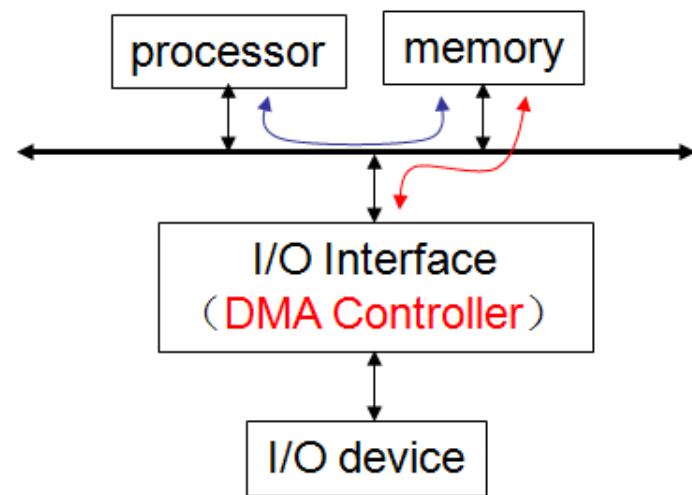 processor
memory
I/O Interface
（DMA Controller）
I/O device